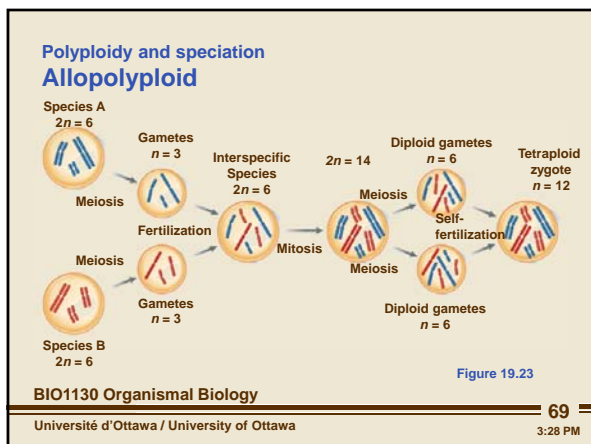 Polyploidy and speciation
Allopolyploid
Species A
2n = 6
Gametes
n = 3
Meiosis
Interspecific
Species
2n = 6
Fertilization
Mitosis
Meiosis
Gametes
n = 3
Species B
2n = 6
2n = 14
Meiosis
Meiosis
Diploid gametes
n = 6
Self-
fertilization
Diploid gametes
n = 6
Tetraploid
zygote
n = 12
Figure 19.23
BIO1130 Organismal Biology
Université d'Ottawa / University of Ottawa
69
3:28 PM